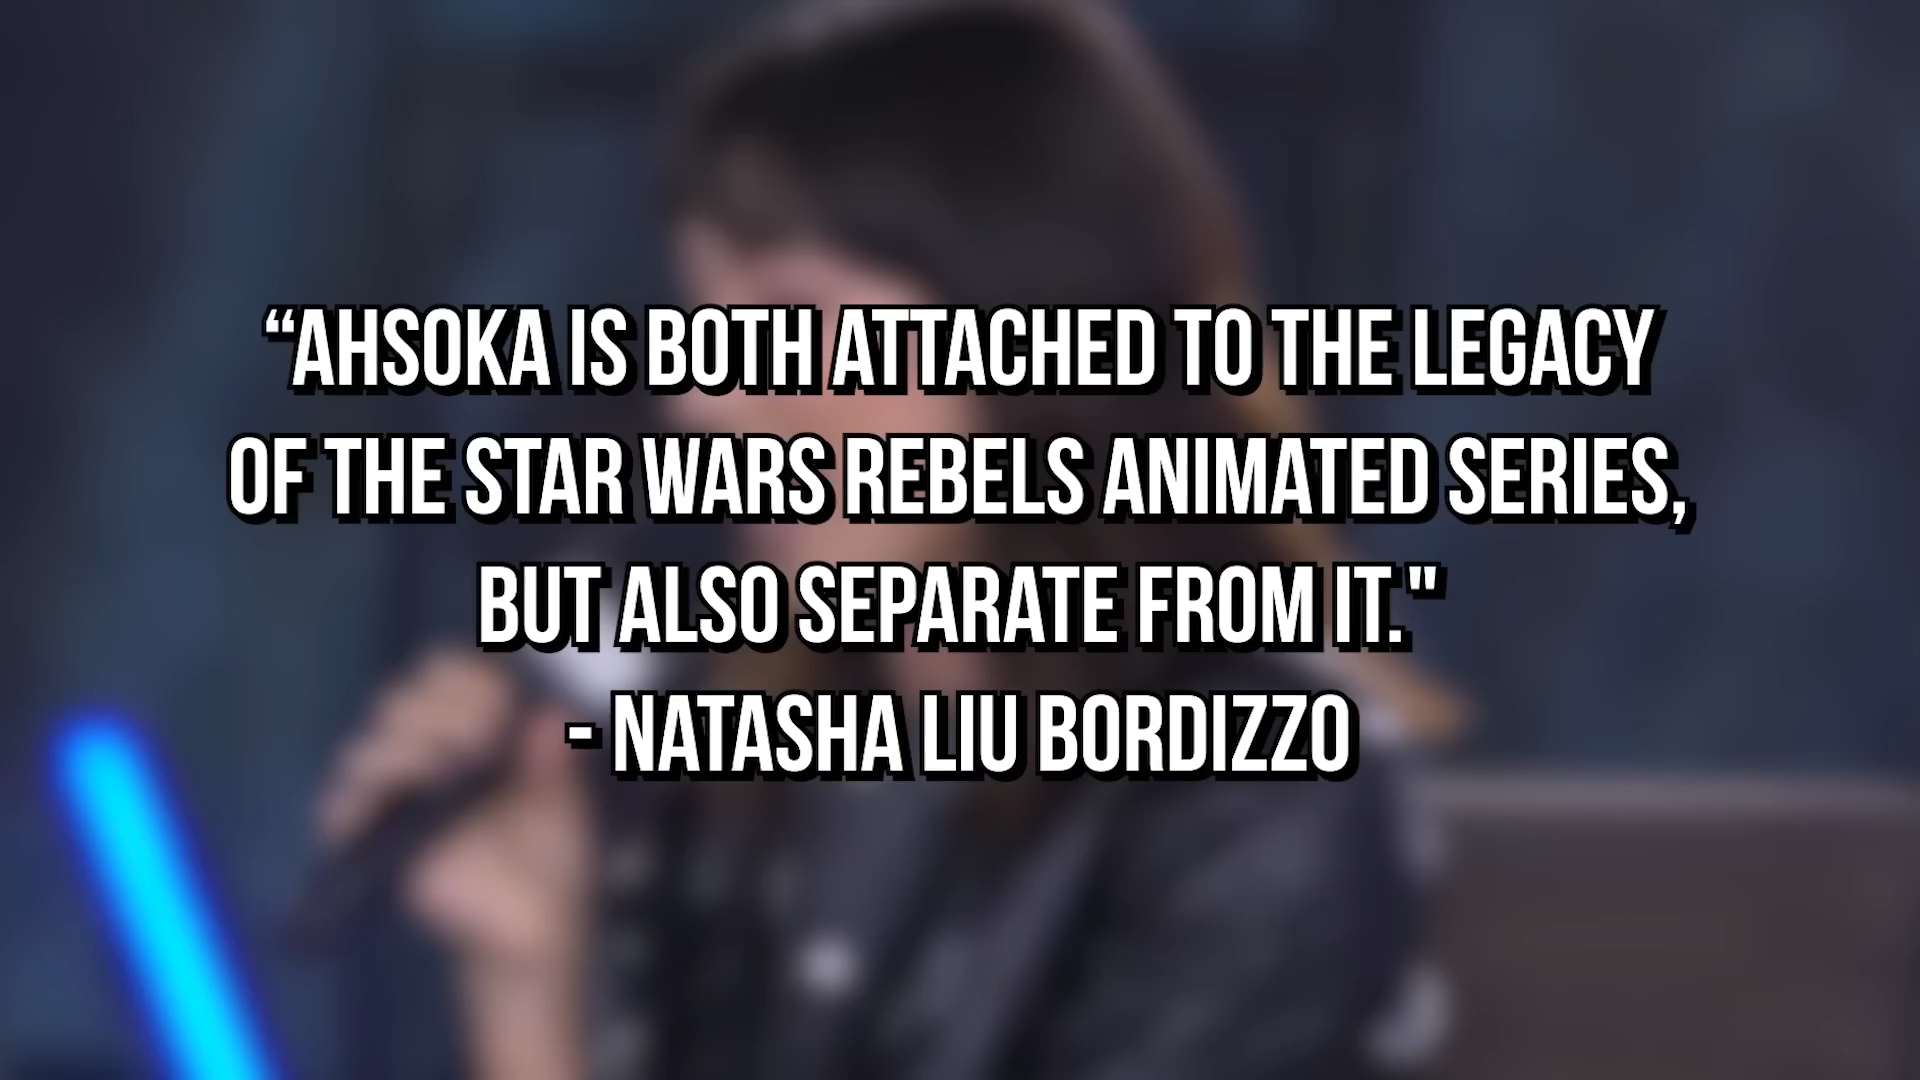 “AHSOKA IS BOTH ATTACHED TO THE LEGACY
OF THE STAR WARS REBELS ANIMATED SERIES,
BUT ALSO SEPARATE FROM IT."
- NATASHA LIU BORDIZZO